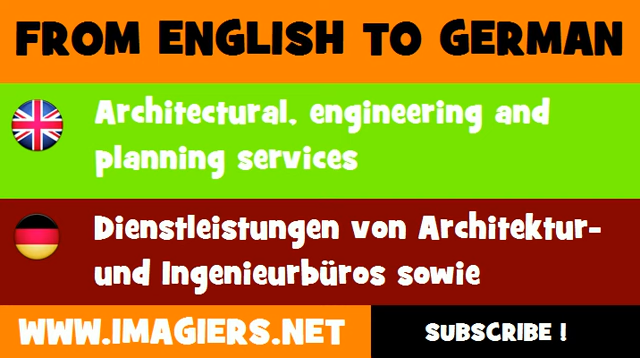 FROM ENGLISH TO GERMAN
Architectural, engineering and
planning services
Dienstleistungen von Architektur-
und Ingenieurbüros sowie
WWW.IMAGIERS.NET
SUBSCRIBE !